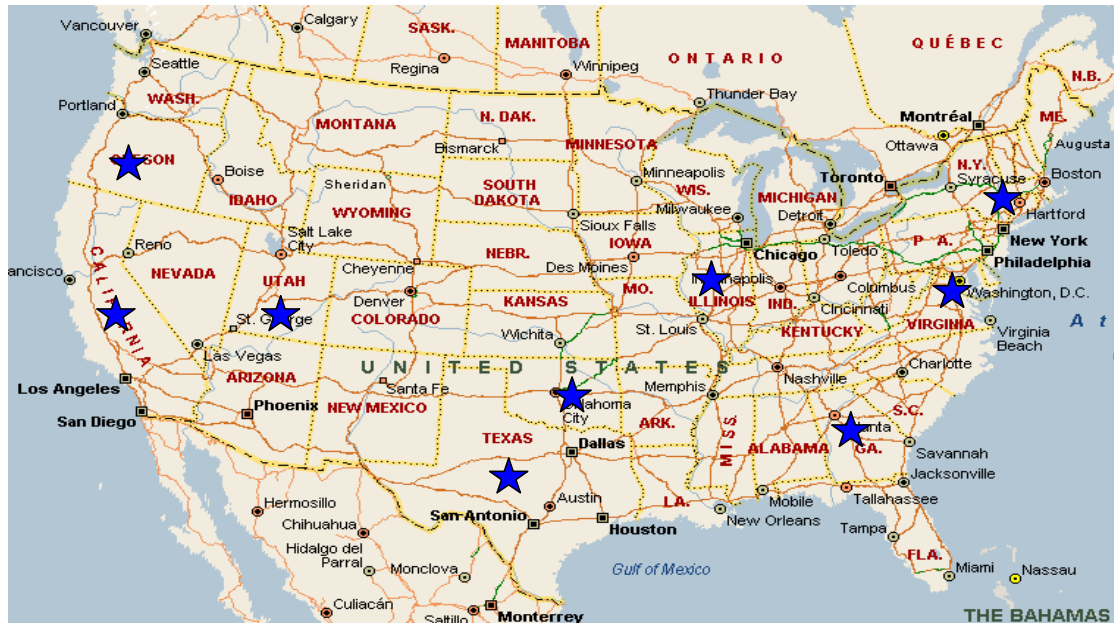 Vancouver
Calgary
SASK.
MANITOBA
ONTARIO
QUÉBEC
Seattle
Regina
Winnipeg
Thunder Bay
N.B.
WASH.
Portland
MONTANA
N. DAK.
Bismarck
MINNESOTA
Montréal
Ottawa
ME.
Augusta
Boise
IDAHO
Sheridan
WYOMING
SOUTH
DAKOTA
Minneapolis
WIS.
Milwaukee
MICHIGAN
Detroit
Toronto
N.Y.
Syracuse
Boston
Hartford
Sioux Falls
IOWA
Des Moines
Chicago
Toledo
P A.
New York
Philadelphia
Reno
NEVADA
Salt Lake
City
UTAH
Cheyenne
NEBR.
ancisco
CALIFORNIA
St. George
Denver
COLORADO
KANSAS
MO.
ILLINOIS
IND.
Columbus
Cincinnati
Washington, D.C.
St. Louis
Wichita
KENTUCKY
VIRGINIA
Virginia
Beach
A t
Las Vegas
UNITED STATES
Los Angeles
ARIZONA
Santa Fe
Memphis
Nashville
Charlotte
San Diego
Phoenix
NEW MEXICO
City
ARK.
S.C.
TEXAS
Dallas
MISS.
ALABAMA
GA.
Savannah
Jacksonville
Austin
LA.
Mobile
Tallahassee
Hermosillo
San Antonio
Houston
New Orleans
Chihuahua
Tampa
Hidalgo del
Parral
Monclova
Gulf of Mexico
FLA.
Miami
Nassau
Culiacán
Saltillo
Monterrey
THE BAHAMAS